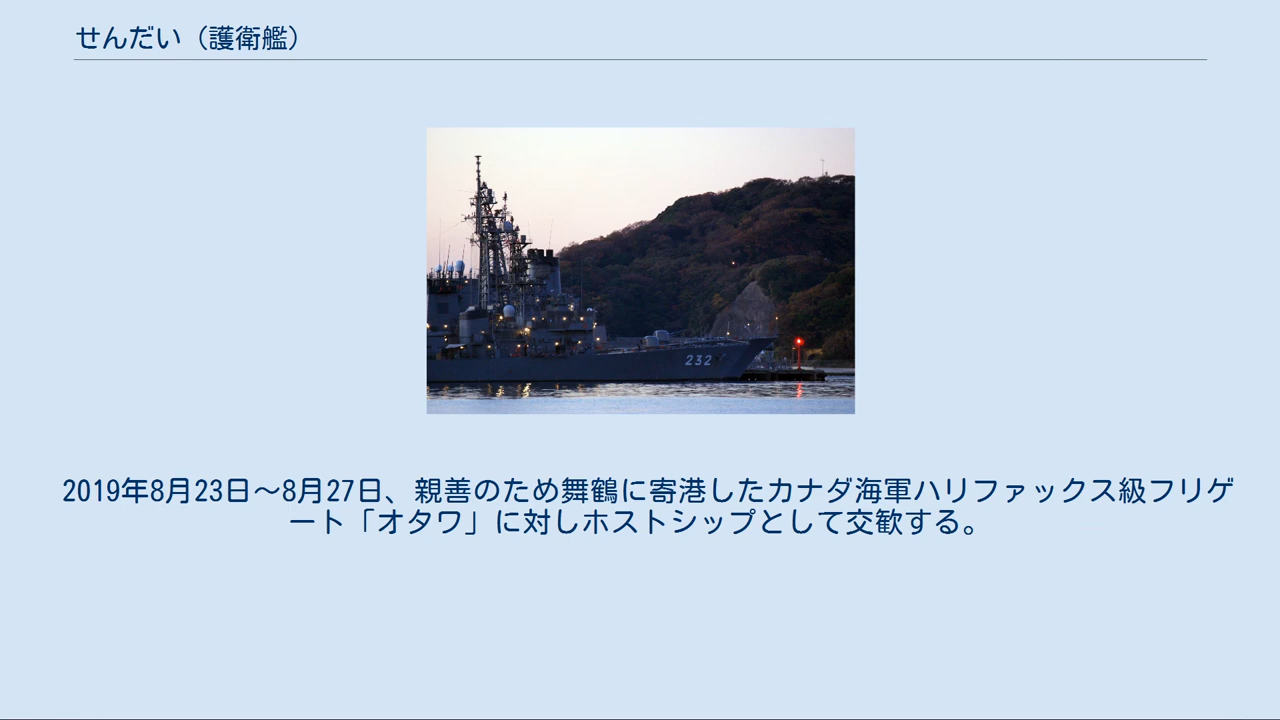 せんだい（護衛艦）
232
2019年8月23日～8月27日、親善のため舞鶴に寄港したカナダ海軍ハリファックス級フリゲ
ート「オタワ」に対しホストシップとして交歓する。